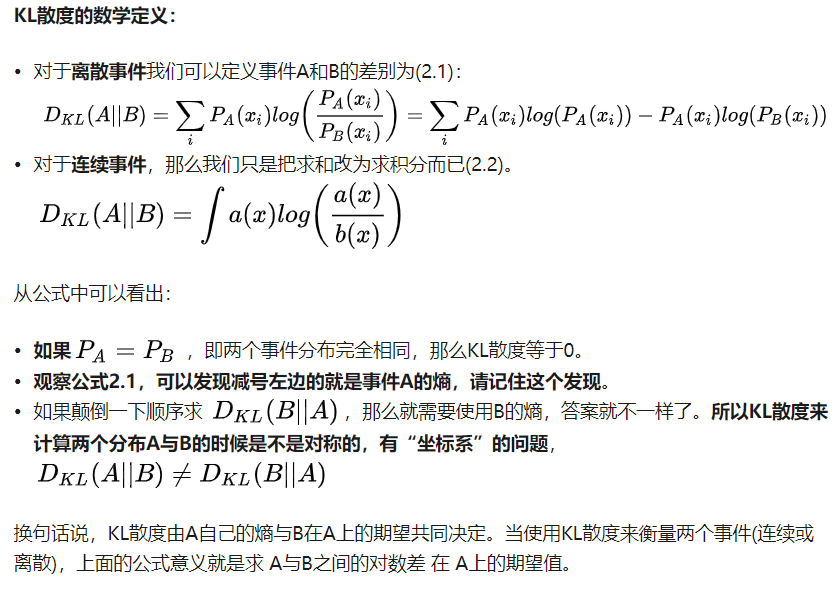 KL散度的数学定义：
• 对于离散事件我们可以定义事件A和B的差别为(2.1)：
D_{KL}(A||B) = \sum_i P_A(x_i) log\left(\frac{P_A(x_i)}{P_B(x_i)}\right) = \sum_i P_A(x_i)log(P_A(x_i)) - P_A(x_i)log(P_B(x_i))
• 对于连续事件，那么我们只是把求和改为求积分而已(2.2)。
D_{KL}(A||B) = \int a(x) log\left(\frac{a(x)}{b(x)}\right)
从公式中可以看出：
• 如果 P_A = P_B ，即两个事件分布完全相同，那么KL散度等于0。
• 观察公式2.1，可以发现减号左边的就是事件A的熵，请记住这个发现。
• 如果颠倒一下顺序求 D_{KL}(B||A) ，那么就需要使用B的熵，答案就不一样了。所以KL散度来
计算两个分布A与B的时候是不是对称的，有“坐标系”的问题，
D_{KL}(A||B) ≠ D_{KL}(B||A)
换句话说，KL散度由A自己的熵与B在A上的期望共同决定。当使用KL散度来衡量两个事件(连续或
离散)，上面的公式意义就是求 A与B之间的对数差 在 A上的期望值。